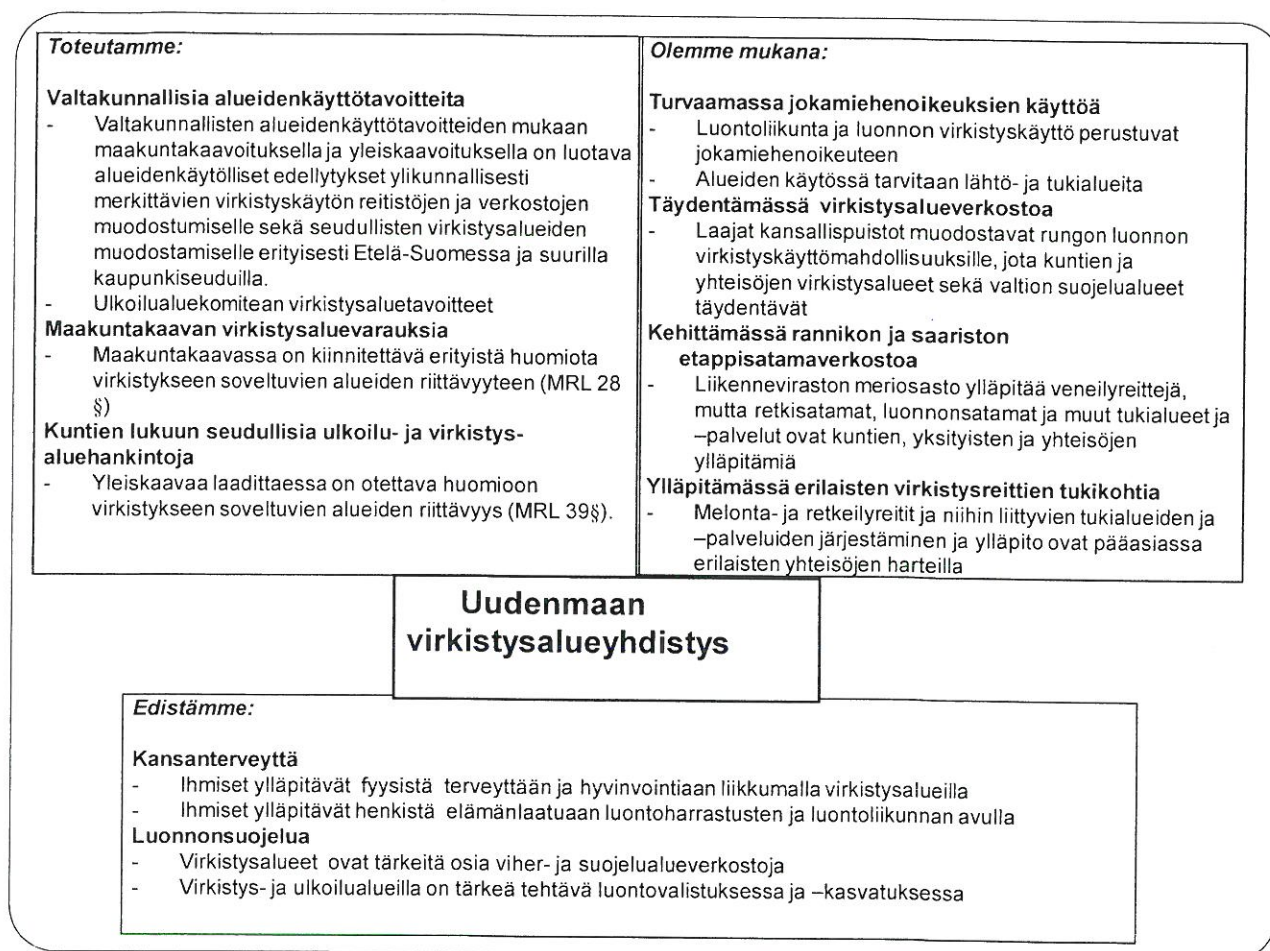 Toteutamme:
Valtakunnallisia alueidenkäyttötavoitteita
- Valtakunnallisten alueidenkäyttötavoitteiden mukaan
maakuntakaavoituksella ja yleiskaavoituksella on luotava
alueidenkäytölliset edellytykset ylikunnallisesti
merkittävien virkistyskäytön reitistöjen ja verkostojen
muodostumiselle sekä seudullisten virkistysalueiden
muodostamiselle erityisesti Etelä-Suomessa ja suurilla
kaupunkiseuduilla.
- Ulkoilualuekomitean virkistysaluetavoitteet
Maakuntakaavan virkistysaluevarauksia
- Maakuntakaavassa on kiinnitettävä erityistä huomiota
virkistykseen soveltuvien alueiden riittävyyteen (MRL 28
§)
Kuntien lukuun seudullisia ulkoilu- ja virkistys-
aluehankintoja
- Yleiskaavaa laadittaessa on otettava huomioon
virkistykseen soveltuvien alueiden riittävyys (MRL 39§).
Olemme mukana:
Turvaamassa jokamiehenoikeuksien käyttöä
- Luontoliikunta ja luonnon virkistyskäyttö perustuvat
jokamiehenoikeuteen
- Alueiden käytössä tarvitaan lähtö- ja tukialueita
Täydentämässä virkistysalueverkostoa
- Laajat kansallispuistot muodostavat rungon luonnon
virkistyskäyttömahdollisuuksille, jota kuntien ja
yhteisöjen virkistysalueet sekä valtion suojelualueet
täydentävät
Kehittämässä rannikon ja saariston
etappisatamaverkostoa
- Liikenneviraston meriosasto ylläpitää veneilyreittejä,
mutta retkisatamat, luonnonsatamat ja muut tukialueet ja
–palvelut ovat kuntien, yksityisten ja yhteisöjen
ylläpitämiä
Ylläpitämässä erilaisten virkistysreittien tukikohtia
- Melonta- ja retkeilyreitit ja niihin liittyvien tukialueiden ja
–palveluiden järjestäminen ja ylläpito ovat pääasiassa
erilaisten yhteisöjen harteilla
Uudenmaan
virkistysalueyhdistys
Edistämme:
Kansanterveyttä
- Ihmiset ylläpitävät fyysistä terveyttään ja hyvinvointiaan liikkumalla virkistysalueilla
- Ihmiset ylläpitävät henkistä elämänlaatuaan luontoharrastusten ja luontoliikunnan avulla
Luonnonsuojelua
- Virkistysalueet ovat tärkeitä osia viher- ja suojelualueverkostoja
- Virkistys- ja ulkoilualueilla on tärkeä tehtävä luontovalistuksessa ja –kasvatuksessa